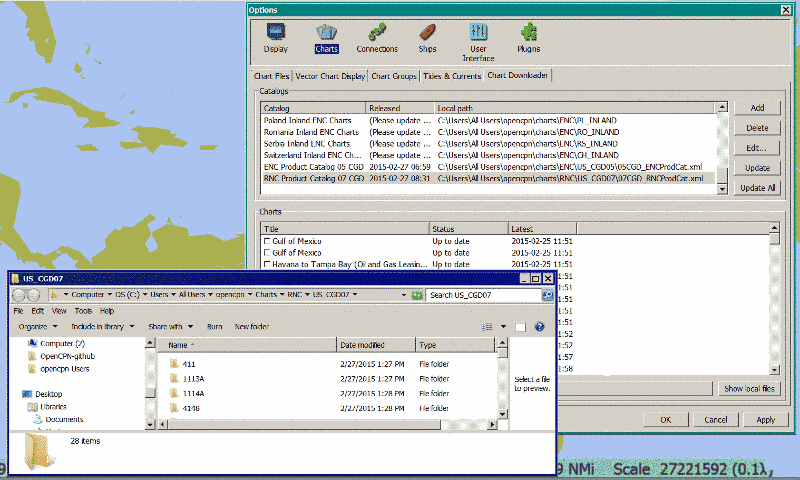 Options
Display
Charts
Connections
Ships
User Interface
Plugins
Chart Files
Vector Chart Display
Chart Groups
Tides & Currents
Chart Downloader
Catalogs
Catalog Released Local path
Poland Inland ENC Charts (Please update ... C:\Users\All Users\opencpn\charts\ENC\PL_INLAND
Romania Inland ENC Charts (Please update ... C:\Users\All Users\opencpn\charts\ENC\RO_INLAND
Serbia Inland ENC Charts (Please update ... C:\Users\All Users\opencpn\charts\ENC\RS_INLAND
Switzerland Inland ENC Ch... (Please update ... C:\Users\All Users\opencpn\charts\ENC\CH_INLAND
ENC Product Catalog 05 CGD 2015-02-27 06:59 C:\Users\All Users\opencpn\charts\ENC\US_CGD05\05CGD_ENCProdCat.xml
RNC Product Catalog 07 CGD 2015-02-27 08:31 C:\Users\All Users\opencpn\charts\RNC\US_CGD07\07CGD_RNCProdCat.xml
Add
Delete
Edit...
Update
Update All
Charts
Title Status Latest
Gulf of Mexico Up to date 2015-02-25 11:51
Gulf of Mexico Up to date 2015-02-25 11:51
Havana to Tampa Bay (Oil and Gas Leasin... Up to date 2015-02-25 11:51
:51
:51
:51
:51
:52
:52
:57
:58
Show local files
OK
Cancel
Apply
US_CGD07
Computer OS (C:) Users All Users opencpn Charts RNC US_CGD07
Search US_CGD07
File Edit View Tools Help
Organize Include in library Share with Burn New folder
Computer (2)
OpenCPN-github
opencpn-Users
Desktop
Libraries
Documents
Name Date modified Type
411 2/27/2015 1:27 PM File folder
1113A 2/27/2015 1:27 PM File folder
1114A 2/27/2015 1:28 PM File folder
4148 2/27/2015 1:28 PM File folder
Select a file to preview.
28 items
9 NMi Scale 27221592 (0.1λ,